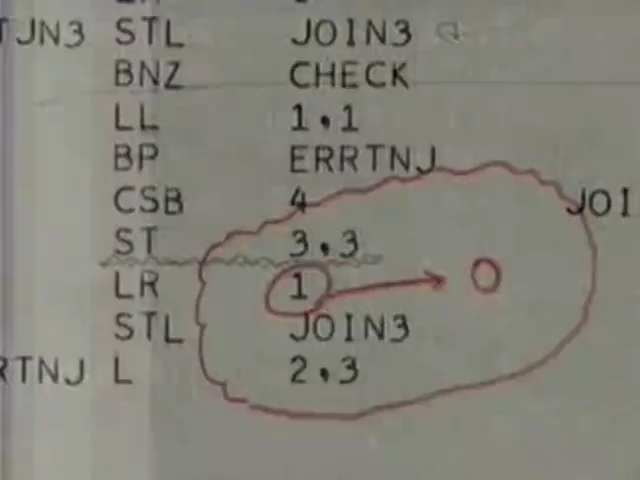 TJN3 STL JOIN3
BNZ CHECK
LL 1.1
BP ERRTNJ
CSB 4 JOI
ST 3.3
LR 1 0
STL JOIN3
RTNJ L 2.3